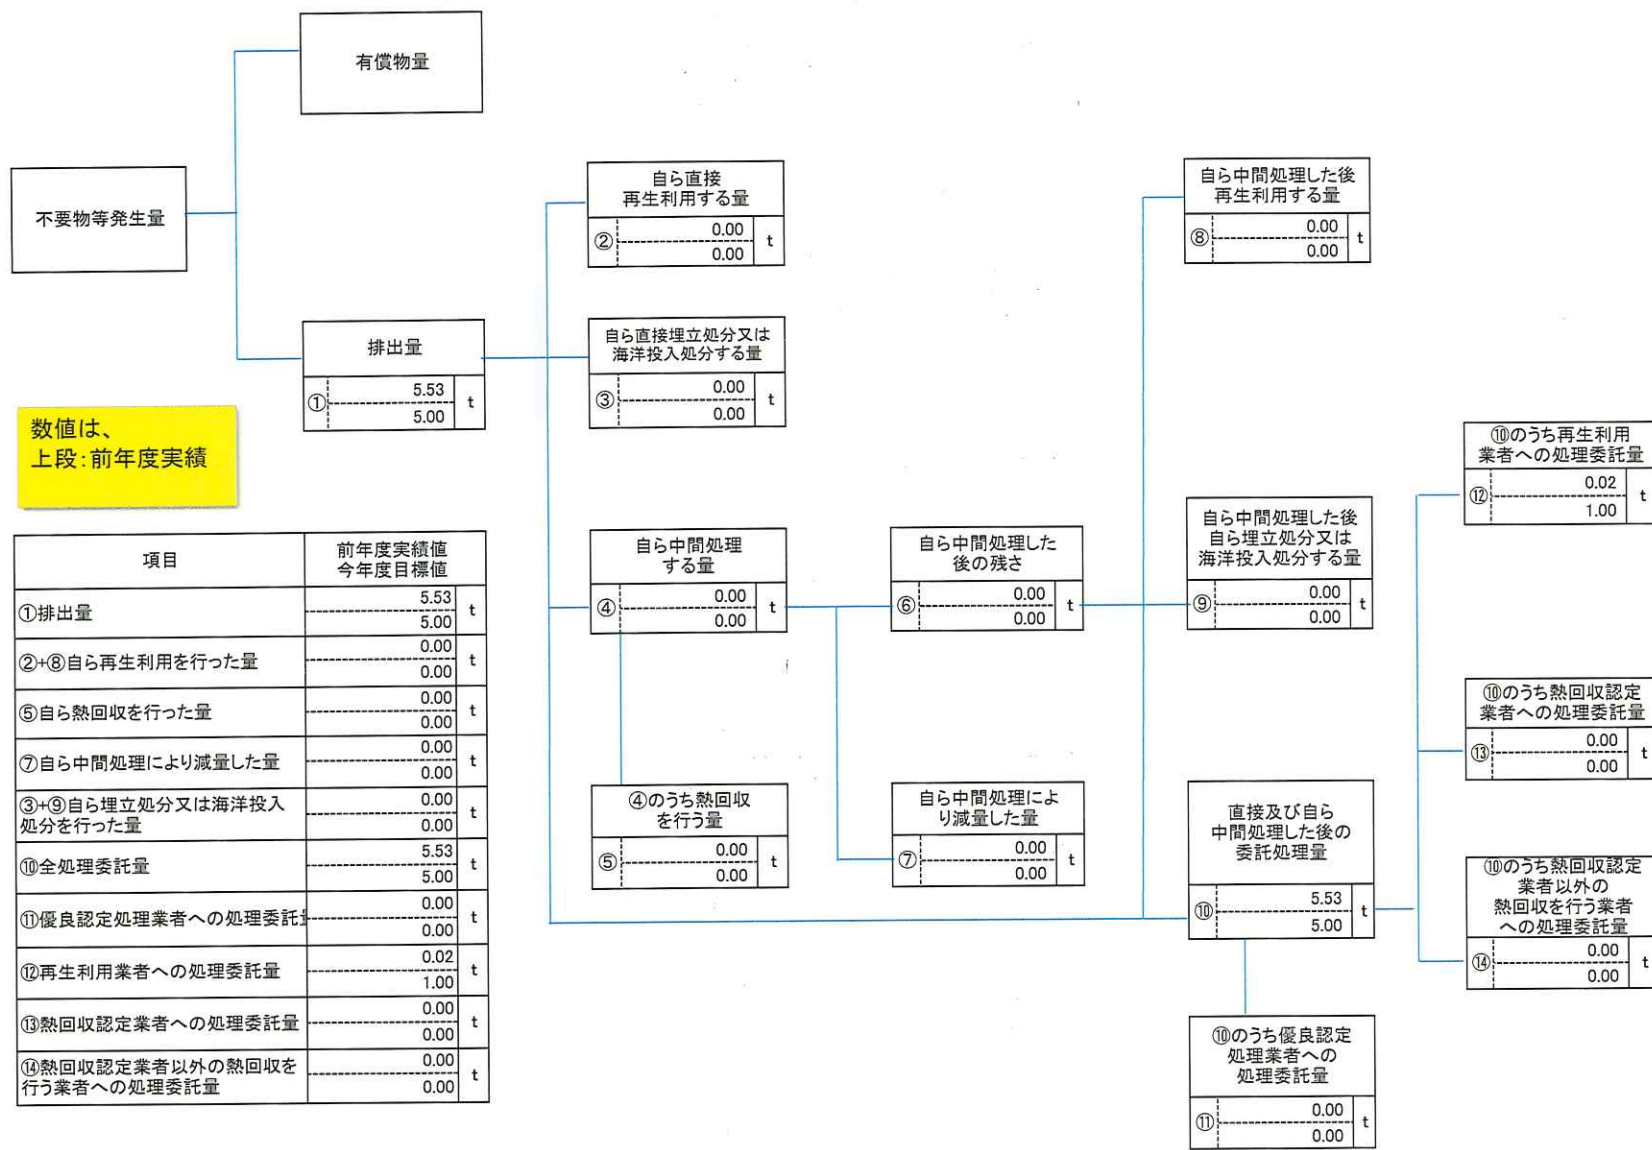 有償物量
不要物等発生量
排出量
①
5.53
5.00
t
自ら直接
再生利用する量
②
0.00
0.00
t
自ら直接埋立処分又は
海洋投入処分する量
③
0.00
0.00
t
自ら中間処理
する量
④
0.00
0.00
t
④のうち熱回収
を行う量
⑤
0.00
0.00
t
自ら中間処理した
後の残さ
⑥
0.00
0.00
t
自ら中間処理によ
り減量した量
⑦
0.00
0.00
t
自ら中間処理した後
再生利用する量
⑧
0.00
0.00
t
自ら中間処理した後
自ら埋立処分又は
海洋投入処分する量
⑨
0.00
0.00
t
直接及び自ら
中間処理した後の
委託処理量
⑩
5.53
5.00
t
⑩のうち優良認定
処理業者への
処理委託量
⑪
0.00
0.00
t
⑩のうち再生利用
業者への処理委託量
⑫
0.02
1.00
t
⑩のうち熱回収認定
業者への処理委託量
⑬
0.00
0.00
t
⑩のうち熱回収認定
業者以外の
熱回収を行う業者
への処理委託量
⑭
0.00
0.00
t
数値は、
上段:前年度実績
項目
前年度実績値
今年度目標値
①排出量
5.53
5.00
t
②+⑧自ら再生利用を行った量
0.00
0.00
t
⑤自ら熱回収を行った量
0.00
0.00
t
⑦自ら中間処理により減量した量
0.00
0.00
t
③+⑨自ら埋立処分又は海洋投入
処分を行った量
0.00
0.00
t
⑩全処理委託量
5.53
5.00
t
⑪優良認定処理業者への処理委託
0.00
0.00
t
⑫再生利用業者への処理委託量
0.02
1.00
t
⑬熱回収認定業者への処理委託量
0.00
0.00
t
⑭熱回収認定業者以外の熱回収を
行う業者への処理委託量
0.00
0.00
t